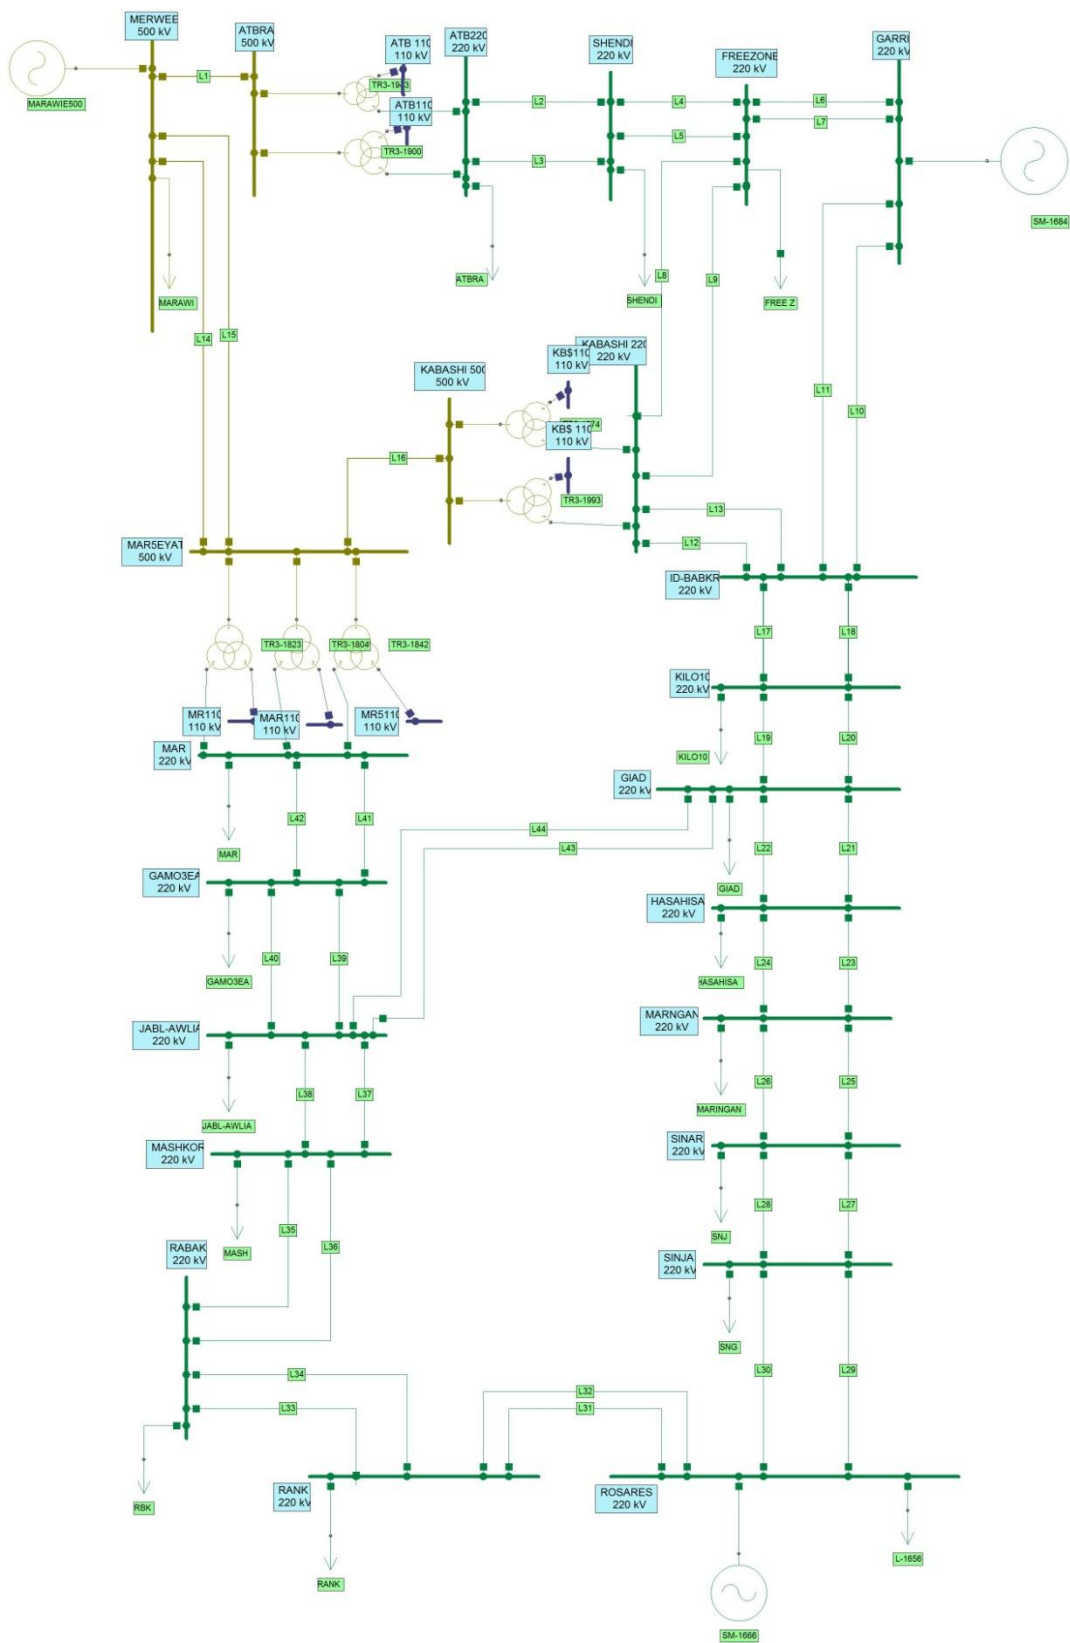 MERWEE
500 kV
ATBRA
500 kV
ATB 110
110 kV
ATB220
220 kV
SHENDI
220 kV
FREEZONE
220 kV
GARRI
220 kV
MARAWIE500
L1
TR3-1943
ATB110
110 kV
TR3-1900
L2
L3
L4
L5
L6
L7
SM-1684
MARAWI
ATBRA
SHENDI
L8
L9
FREE Z
L14
L15
L11
L10
KABASHI 500
500 kV
KB$110
110 kV
KABASHI 220
220 kV
KB$ 110
110 kV
TR3-1993
L16
L13
L12
MAR5EYAT
500 kV
ID-BABKR
220 kV
TR3-1823
TR3-1804
TR3-1842
L17
L18
KILO10
220 kV
MR110
110 kV
MAR110
110 kV
MR5110
110 kV
MAR
220 kV
L19
L20
KILO10
GIAD
220 kV
L42
L41
L44
L43
MAR
L22
L21
GIAD
GAMO3EA
220 kV
HASAHISA
220 kV
L40
L39
GAMO3EA
L24
L23
HASAHISA
JABL-AWLIA
220 kV
MARNGAN
220 kV
L38
L37
JABL-AWLIA
L26
L25
MARINGAN
MASHKOR
220 kV
SINAR
220 kV
L35
L36
MASH
L28
L27
SNJ
RABAK
220 kV
SINJA
220 kV
SNG
L34
L33
L32
L31
L30
L29
RBK
RANK
220 kV
ROSARES
220 kV
RANK
L-1656
SM-1666